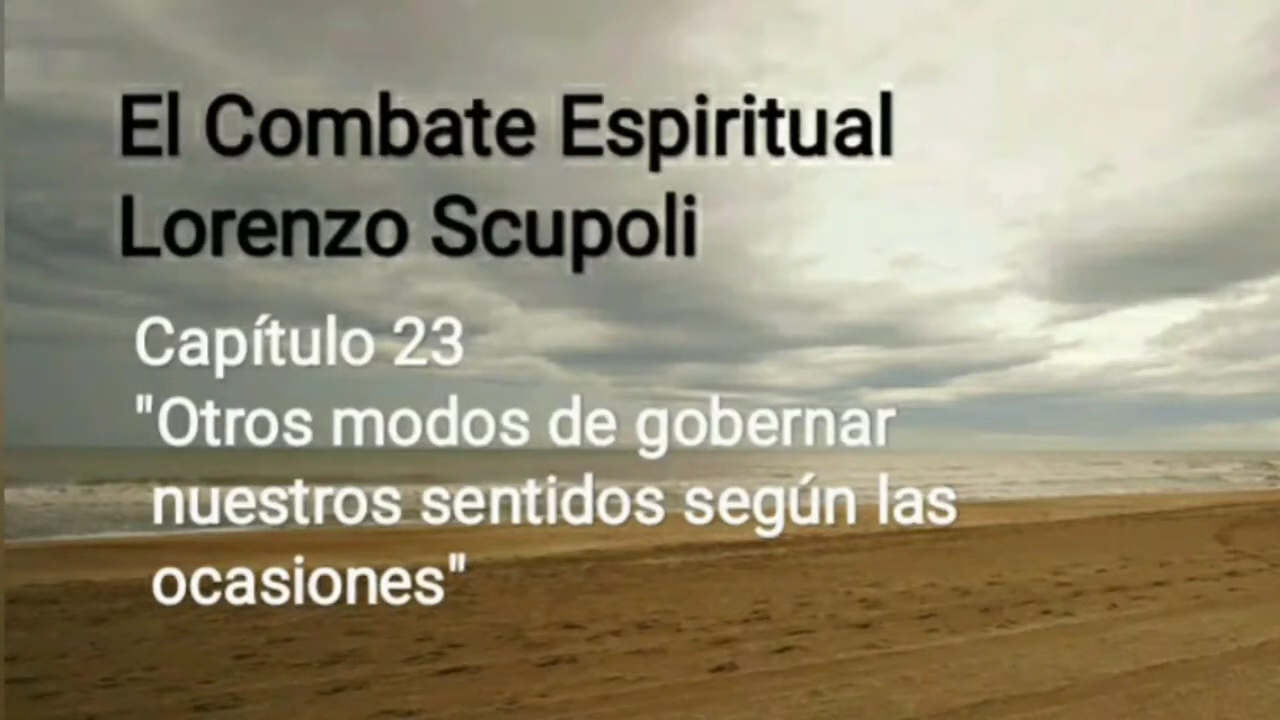 El Combate Espiritual
Lorenzo Scupoli
Capítulo 23
"Otros modos de gobernar
nuestros sentidos según las
ocasiones"